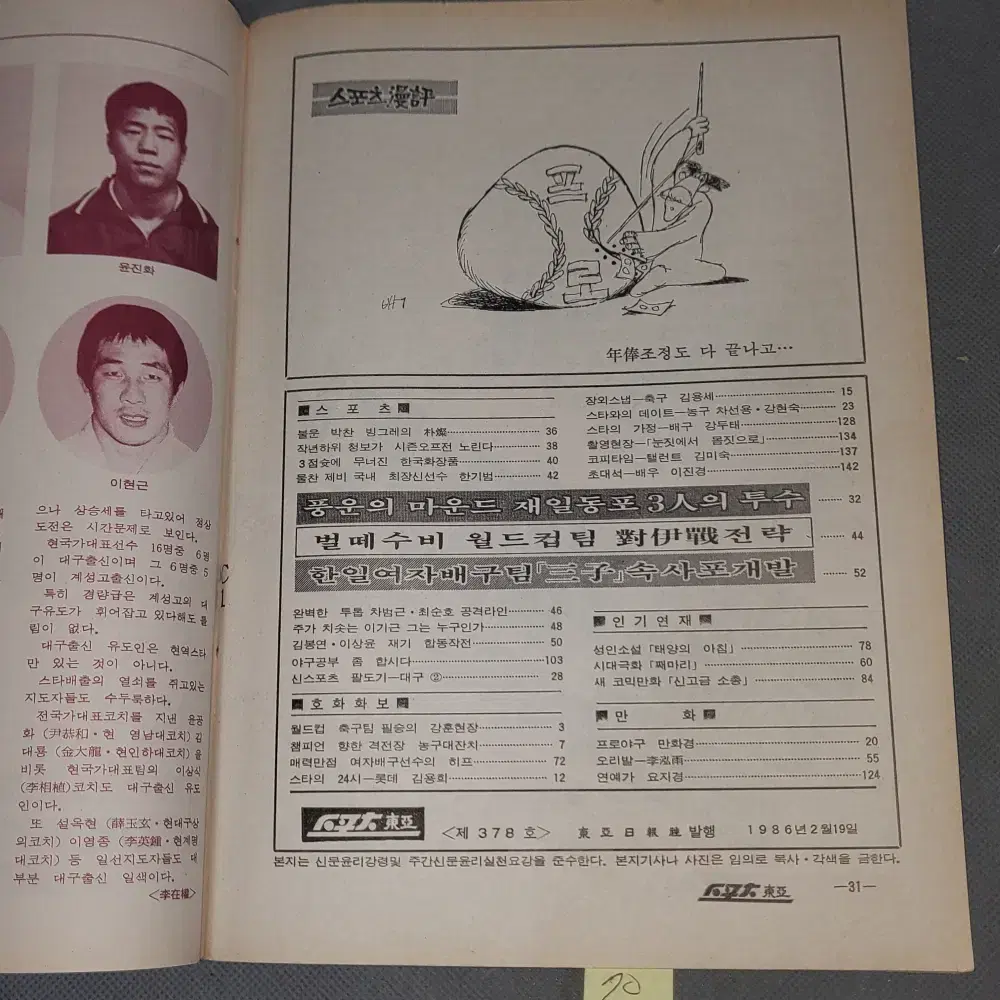 윤진화
이현근
으나 상승세를 타고있어 정상
도전은 시간문제로 보인다.
현국가대표선수 16명중 6명
이 대구출신이며 그 6명중 5
명이 계성고출신이다.
특히 경량급은 계성고의 대
구유도가 휘어잡고 있다해도 틀
림이 없다.
대구출신 유도인은 현역스타
만 있는 것이 아니다.
스타배출의 열쇠를 쥐고있는
지도자들도 수두룩하다.
전국가대표코치를 지낸 윤공
화 (尹恭和・현 영남대코치) 김
대룡 (金大龍・현인하대코치) 을
비롯 현국가대표팀의 이상식
(李相植)코치도 대구출신 유도
인이다.
또 설옥현 (薛玉玄・현대구상
의코치) 이영종 (李英鍾・현계명
대코치) 등 일선지도자들도 대
부분 대구출신 일색이다.
<李在權>
스포츠漫評
프로
배
年俸조정도 다 끝나고…
스포츠
불운 박찬 빙그레의 朴燦 36
작년하위 청보가 시즌오프전 노린다 38
3점슛에 무너진 한국화장품 40
물찬 제비 국내 최장신선수 한기범 42
장외스냅—축구 김용세 15
스타와의 데이트—농구 차선용・강현숙 23
스타의 가정—배구 강두태 128
촬영현장—「눈짓에서 몸짓으로」 134
코피타임—탤런트 김미숙 137
초대석—배우 이진경 142
풍운의 마운드 재일동포 3人의 투수 32
벌떼수비 월드컵팀 對伊戰전략 44
한일여자배구팀「三子」속사포개발 52
완벽한 투톱 차범근・최순호 공격라인 46
주가 치솟는 이거근 그는 누구인가 48
김봉연・이상윤 재기 합동작전 50
야구공부 좀 합시다 103
신스포츠 팔도기—대구 ② 28
호화화보
월드컵 축구팀 필승의 강훈현장 3
챔피언 향한 격전장 농구대잔치 7
매력만점 여자배구선수의 히프 72
스타의 24시—롯데 김용희 12
인기연재
성인소설「태양의 아침」 78
시대극화「째마리」 60
새 코믹만화「신고금 소총」 84
만 화
프로야구 만화경 20
오리발—李泓雨 55
연예가 요지경 124
스포츠 東亞 <제 378 호> 東亞日報社 발행 1986년 2월 19일
본지는 신문윤리강령및 주간신문윤리실천요강을 준수한다. 본지기사나 사진은 임의로 복사・각색을 금한다.
스포츠 東亞 —31—
70